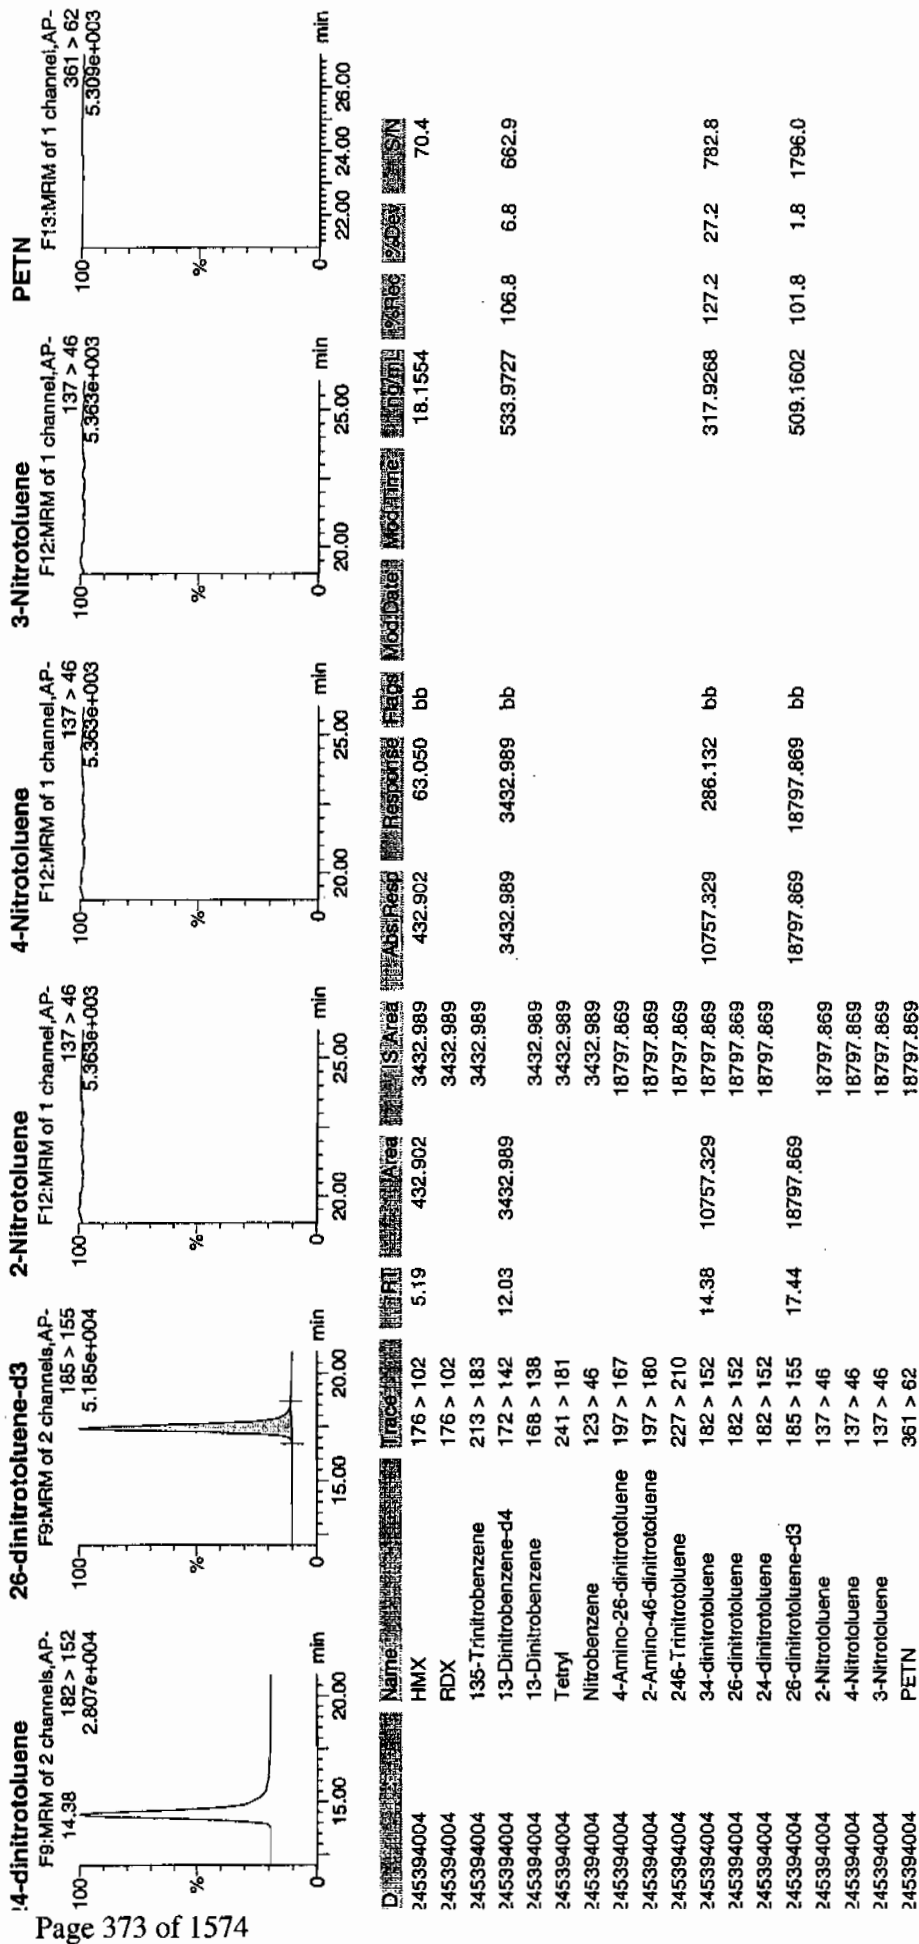 !4-dinitrotoluene
F9:MRM of 2 channels,AP-
14.38
182 > 152
2.807e+004
100
%
0
15.00
20.00
min
26-dinitrotoluene-d3
F9:MRM of 2 channels,AP-
185 > 155
5.185e+004
100
%
0
15.00
20.00
min
2-Nitrotoluene
F12:MRM of 1 channel,AP-
137 > 46
5.363e+003
100
%
0
20.00
25.00
min
4-Nitrotoluene
F12:MRM of 1 channel,AP-
137 > 46
5.363e+003
100
%
0
20.00
25.00
min
3-Nitrotoluene
F12:MRM of 1 channel,AP-
137 > 46
5.363e+003
100
%
0
20.00
25.00
min
PETN
F13:MRM of 1 channel,AP-
361 > 62
5.309e+003
100
%
0
22.00
24.00
26.00
min
Name Trace RT Area IS Area Abs.Resp Response Flags Mod.Date Mod.Time ng/mL %Rec %Dev S/N
245394004 HMX 176 > 102 5.19 432.902 3432.989 432.902 63.050 bb 18.1554 70.4
245394004 RDX 176 > 102 3432.989
245394004 135-Trinitrobenzene 213 > 183 3432.989
245394004 13-Dinitrobenzene-d4 172 > 142 12.03 3432.989 3432.989 3432.989 bb 533.9727 106.8 6.8 662.9
245394004 13-Dinitrobenzene 168 > 138 3432.989
245394004 Tetryl 241 > 181 3432.989
245394004 Nitrobenzene 123 > 46 3432.989
245394004 4-Amino-26-dinitrotoluene 197 > 167 18797.869
245394004 2-Amino-46-dinitrotoluene 197 > 180 18797.869
245394004 246-Trinitrotoluene 227 > 210 18797.869
245394004 34-dinitrotoluene 182 > 152 14.38 10757.329 18797.869 10757.329 286.132 bb 317.9268 127.2 27.2 782.8
245394004 26-dinitrotoluene 182 > 152 18797.869
245394004 24-dinitrotoluene 182 > 152 18797.869
245394004 26-dinitrotoluene-d3 185 > 155 17.44 18797.869 18797.869 18797.869 bb 509.1602 101.8 1.8 1796.0
245394004 2-Nitrotoluene 137 > 46 18797.869
245394004 4-Nitrotoluene 137 > 46 18797.869
245394004 3-Nitrotoluene 137 > 46 18797.869
245394004 PETN 361 > 62 18797.869
Page 373 of 1574